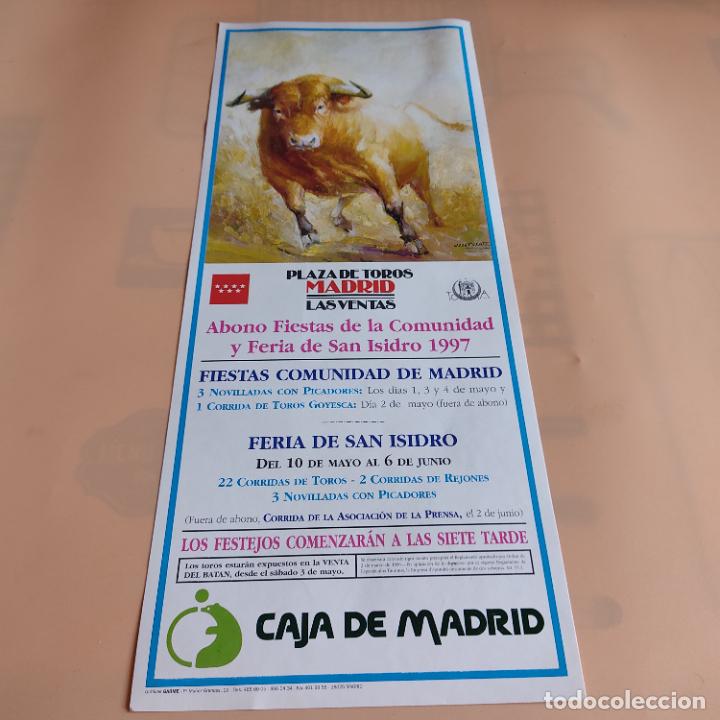 PLAZA DE TOROS
MADRID
LAS VENTAS
Abono Fiestas de la Comunidad
y Feria de San Isidro 1997
FIESTAS COMUNIDAD DE MADRID
3 NOVILLADAS CON PICADORES: Los días 1, 3 y 4 de mayo y
1 CORRIDA DE TOROS GOYESCA: Día 2 de mayo (fuera de abono)
FERIA DE SAN ISIDRO
DEL 10 DE MAYO AL 6 DE JUNIO
22 CORRIDAS DE TOROS - 2 CORRIDAS DE REJONES
3 NOVILLADAS CON PICADORES
(Fuera de abono, CORRIDA DE LA ASOCIACIÓN DE LA PRENSA, el 2 de junio)
LOS FESTEJOS COMENZARÁN A LAS SIETE TARDE
Los toros estarán expuestos en la VENTA
DEL BATAN, desde el sábado 3 de mayo.
CAJA DE MADRID
todocoleccion